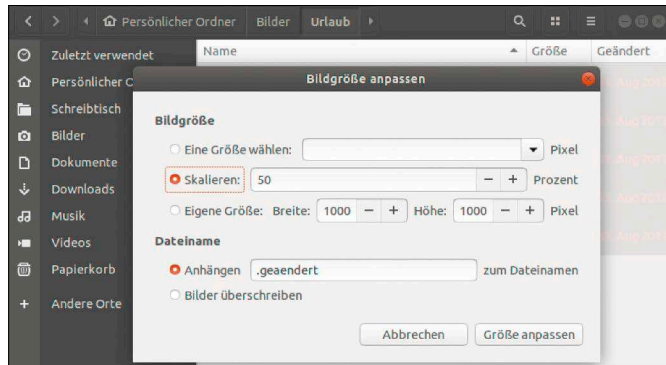 Persönlicher Ordner Bilder Urlaub
Name Größe Geändert
Zuletzt verwendet
Persönlicher
Schreibtisch
Bilder
Dokumente
Downloads
Musik
Videos
Papierkorb
Andere Orte
Bildgröße anpassen
Bildgröße
Eine Größe wählen: Pixel
Skalieren: 50 Prozent
Eigene Größe: Breite: 1000 Höhe: 1000 Pixel
Dateiname
Anhängen .geaendert zum Dateinamen
Bilder überschreiben
Abbrechen Größe anpassen